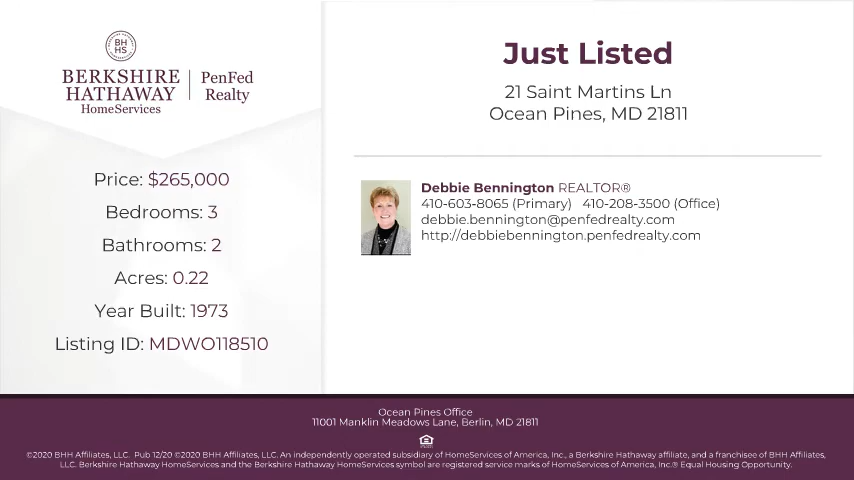 BH
HS
BERKSHIRE
HATHAWAY
HomeServices
PenFed
Realty
Price: $265,000
Bedrooms: 3
Bathrooms: 2
Acres: 0.22
Year Built: 1973
Listing ID: MDWO118510
Just Listed
21 Saint Martins Ln
Ocean Pines, MD 21811
Debbie Bennington REALTOR®
410-603-8065 (Primary) 410-208-3500 (Office)
debbie.bennington@penfedrealty.com
http://debbiebennington.penfedrealty.com
Ocean Pines Office
11001 Manklin Meadows Lane, Berlin, MD 21811
©2020 BHH Affiliates, LLC. Pub 12/20 ©2020 BHH Affiliates, LLC. An independently operated subsidiary of HomeServices of America, Inc., a Berkshire Hathaway affiliate, and a franchisee of BHH Affiliates,
LLC. Berkshire Hathaway HomeServices and the Berkshire Hathaway HomeServices symbol are registered service marks of HomeServices of America, Inc.® Equal Housing Opportunity.